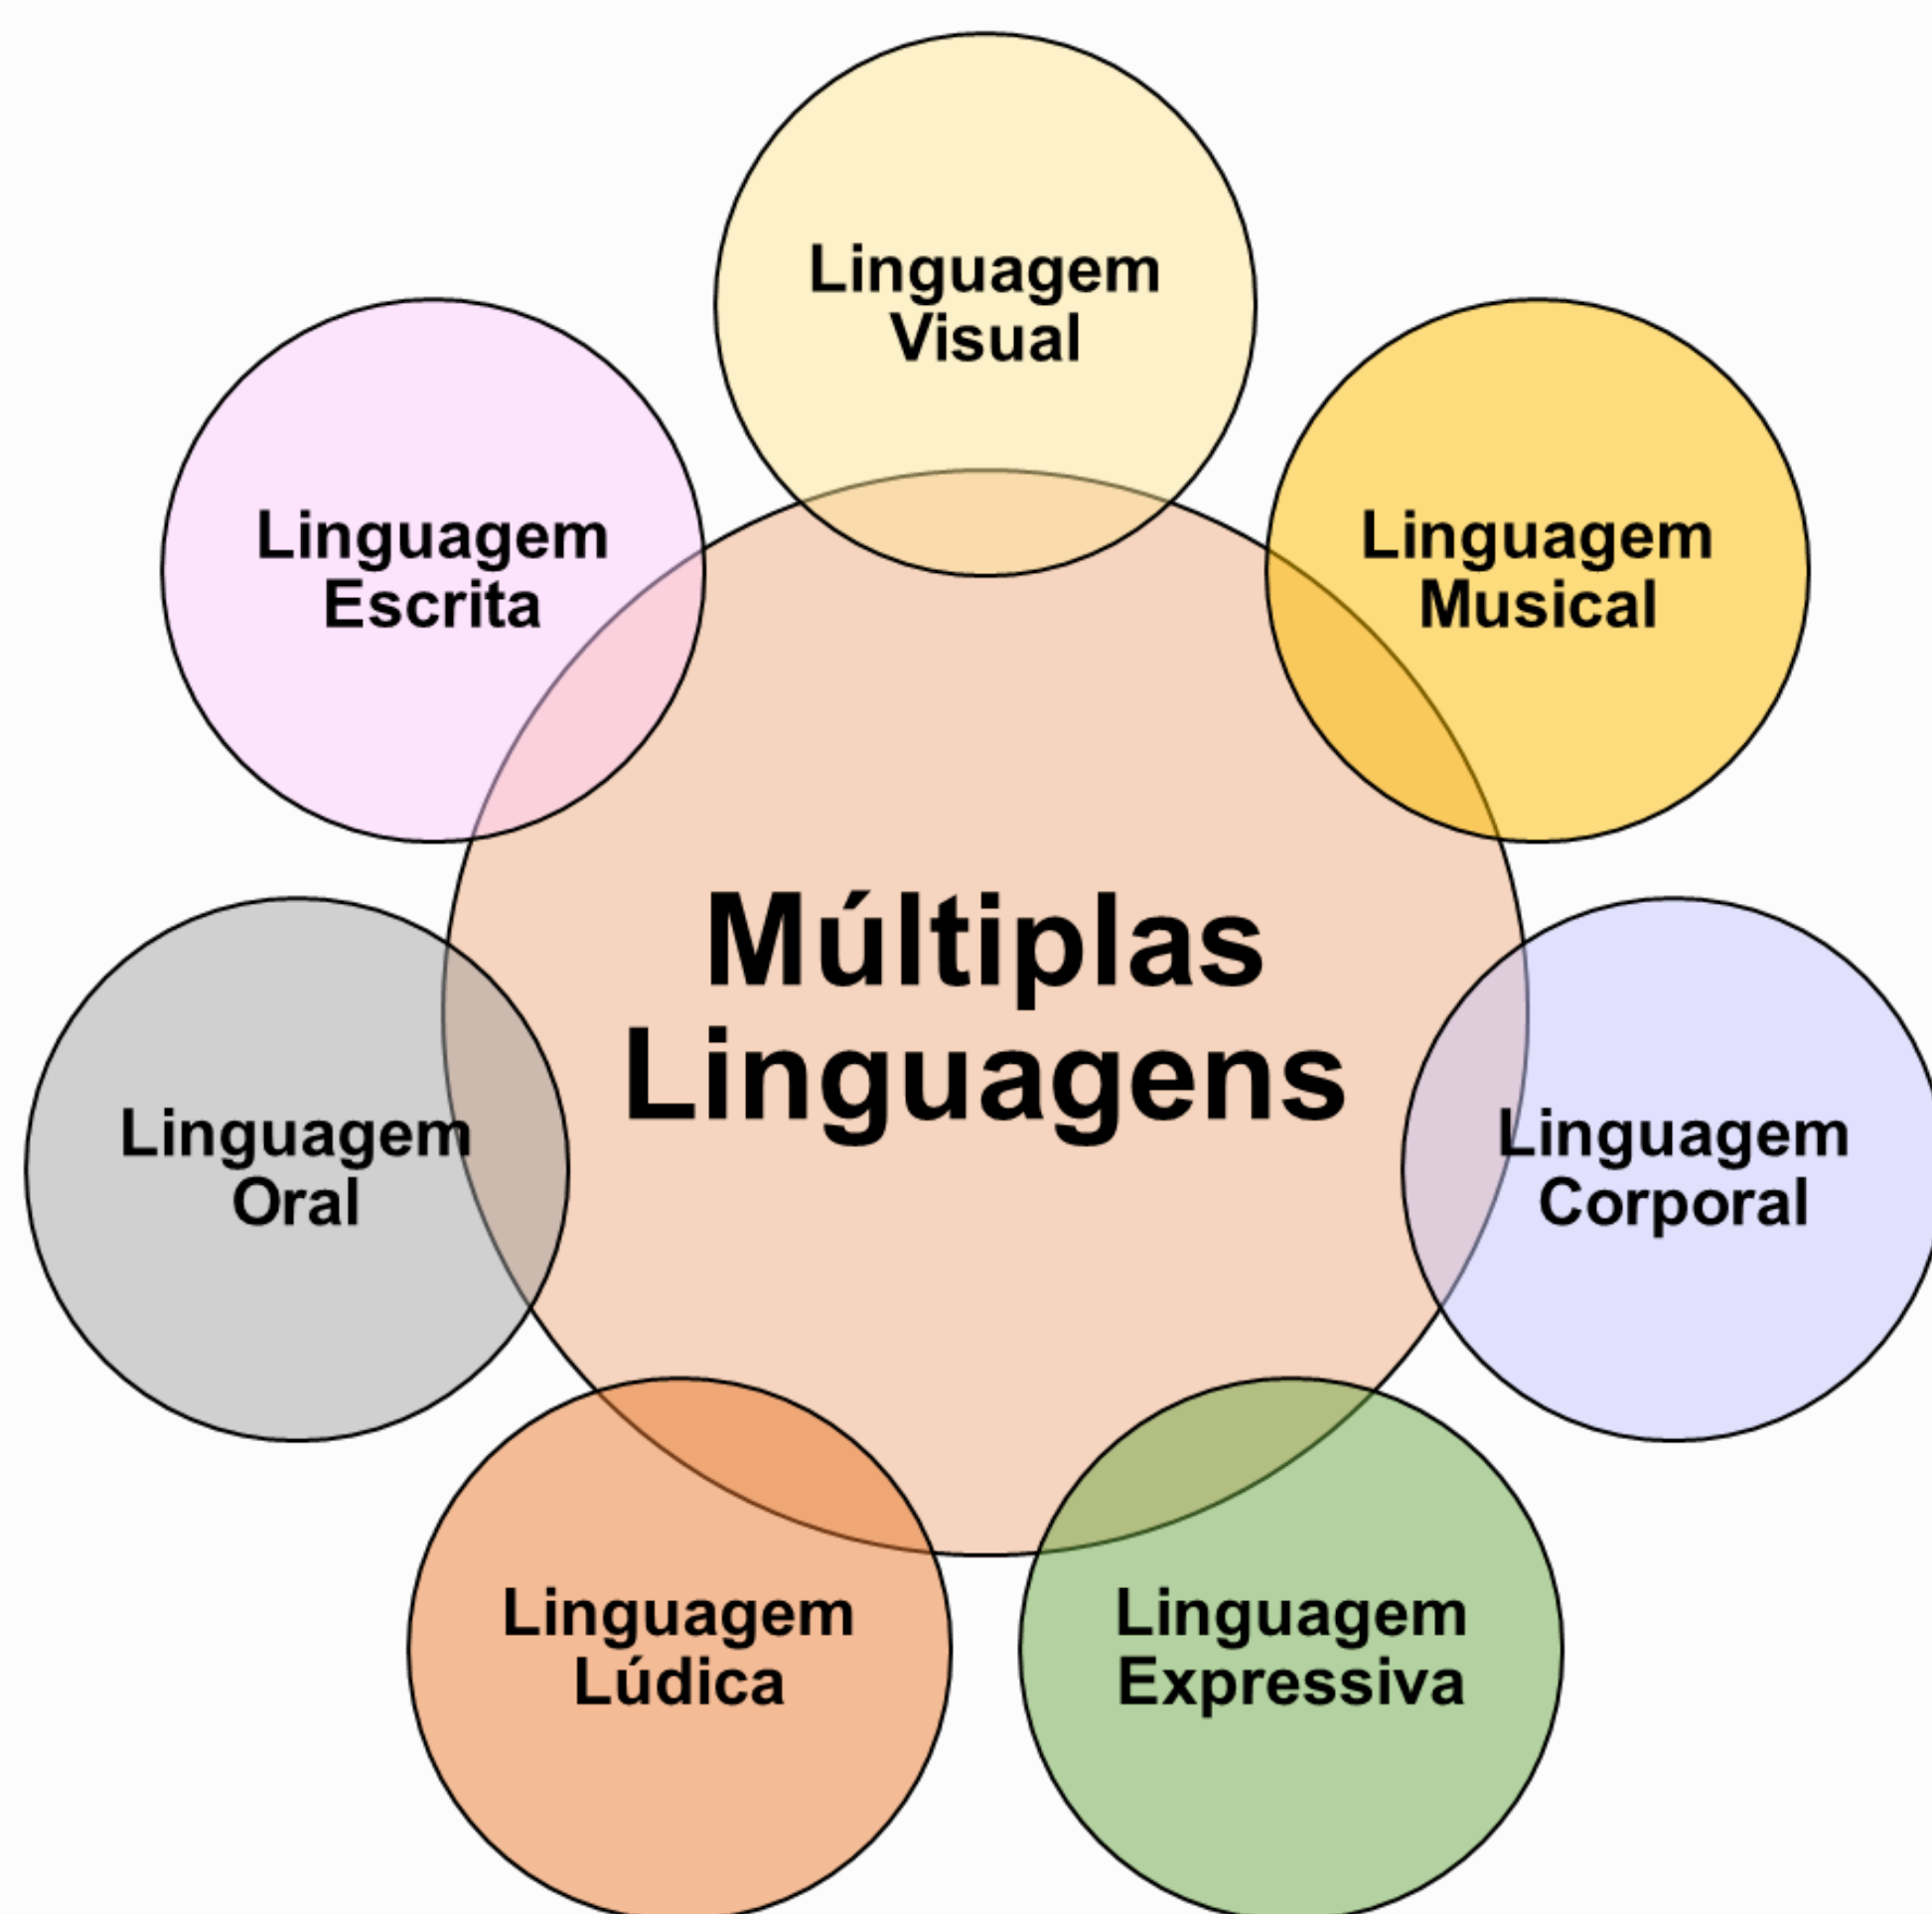 Linguagem
Visual
Linguagem
Escrita
Linguagem
Musical
Múltiplas
Linguagens
Linguagem
Oral
Linguagem
Corporal
Linguagem
Lúdica
Linguagem
Expressiva